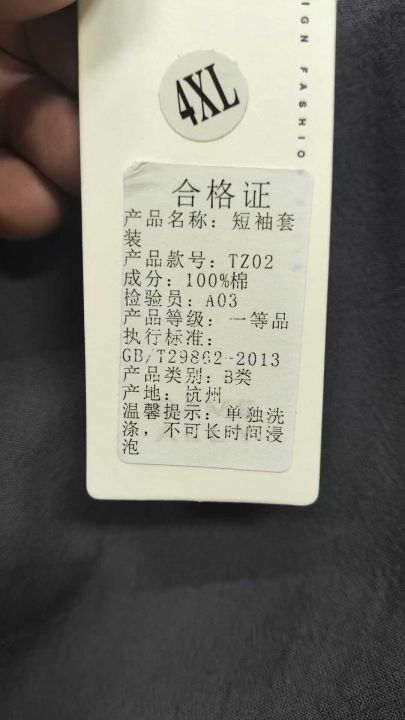 IGN FASHIO
4XL
合格证
产品名称: 短袖套
装
产品款号: TZ02
成分: 100%棉
检验员: A03
产品等级: 一等品
执行标准:
GB/T29862-2013
产品类别: B类
产地: 杭州
温馨提示: 单独洗
涤, 不可长时间浸
泡